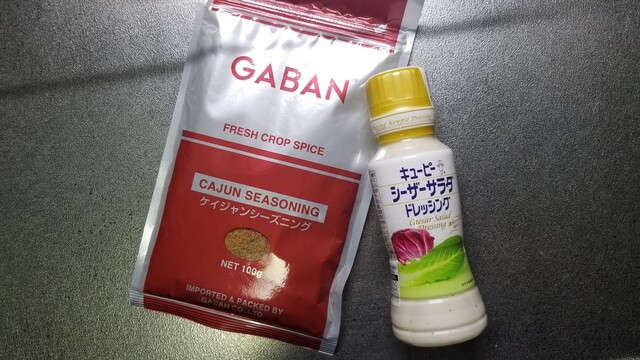 GABAN
FRESH CROP SPICE
CAJUN SEASONING
ケイジャンシーズニング
NET 100g
IMPORTED & PACKED BY
GABAN CO., LTD.
キユーピー
シーザーサラダ
ドレッシング
Caesar Salad
Dressing